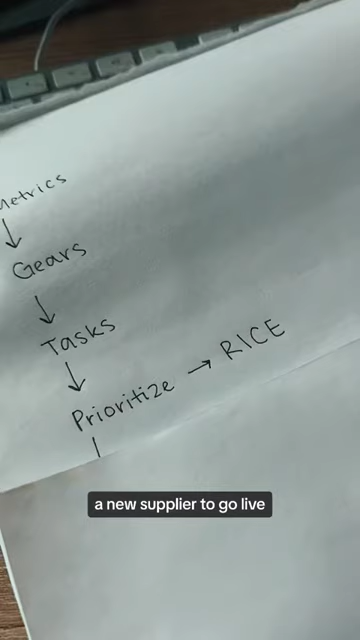 Metrics
↓
Gears
↓
Tasks
↓
Prioritize → RICE
a new supplier to go live